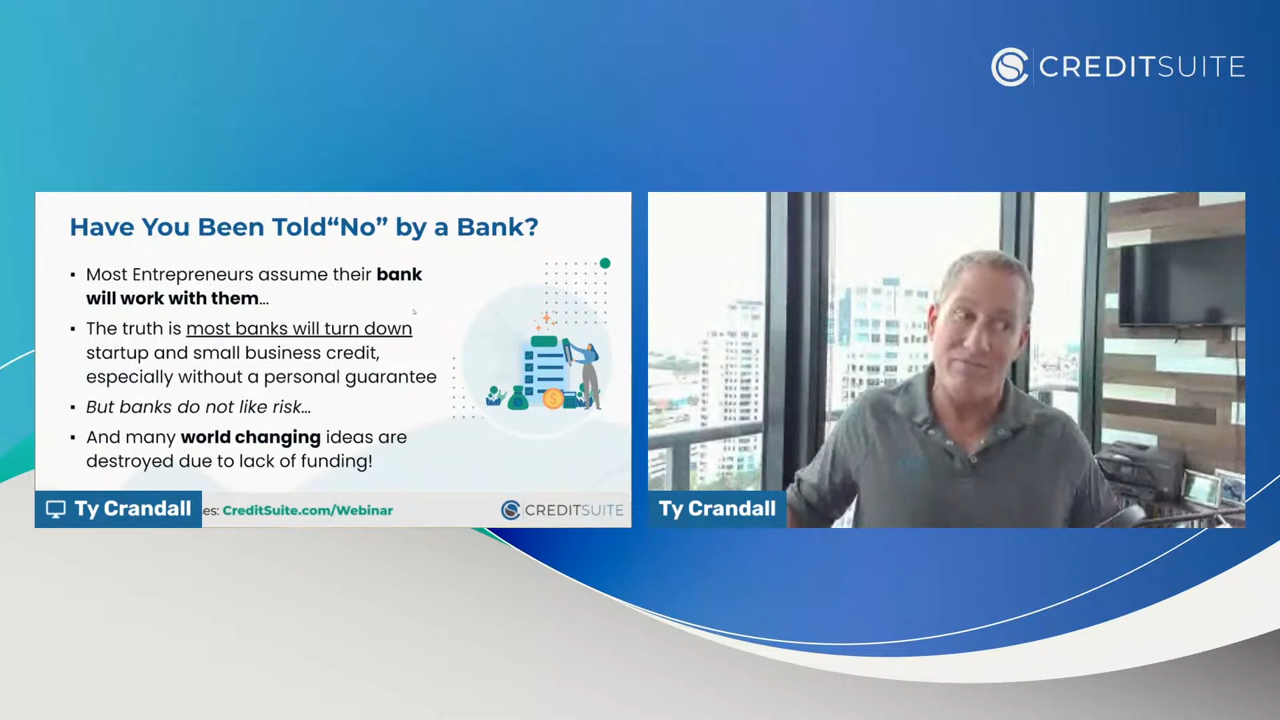 CREDITSUITE
Have You Been Told“No” by a Bank?
▪ Most Entrepreneurs assume their bank
will work with them…
▪ The truth is most banks will turn down
startup and small business credit,
especially without a personal guarantee
▪ But banks do not like risk…
▪ And many world changing ideas are
destroyed due to lack of funding!
Ty Crandall
es: CreditSuite.com/Webinar
CREDITSUITE
Ty Crandall